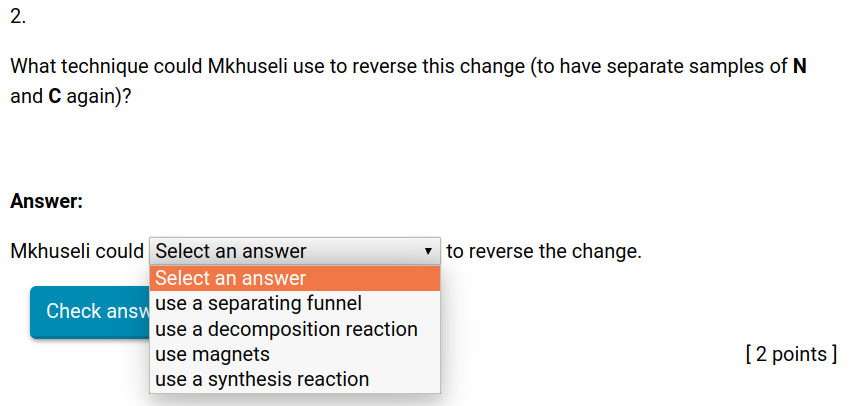 2.
What technique could Mkhuseli use to reverse this change (to have separate samples of N
and C again)?
Answer:
Mkhuseli could Select an answer to reverse the change.
Select an answer
use a separating funnel
Check answ
use a decomposition reaction
use magnets
[ 2 points ]
use a synthesis reaction